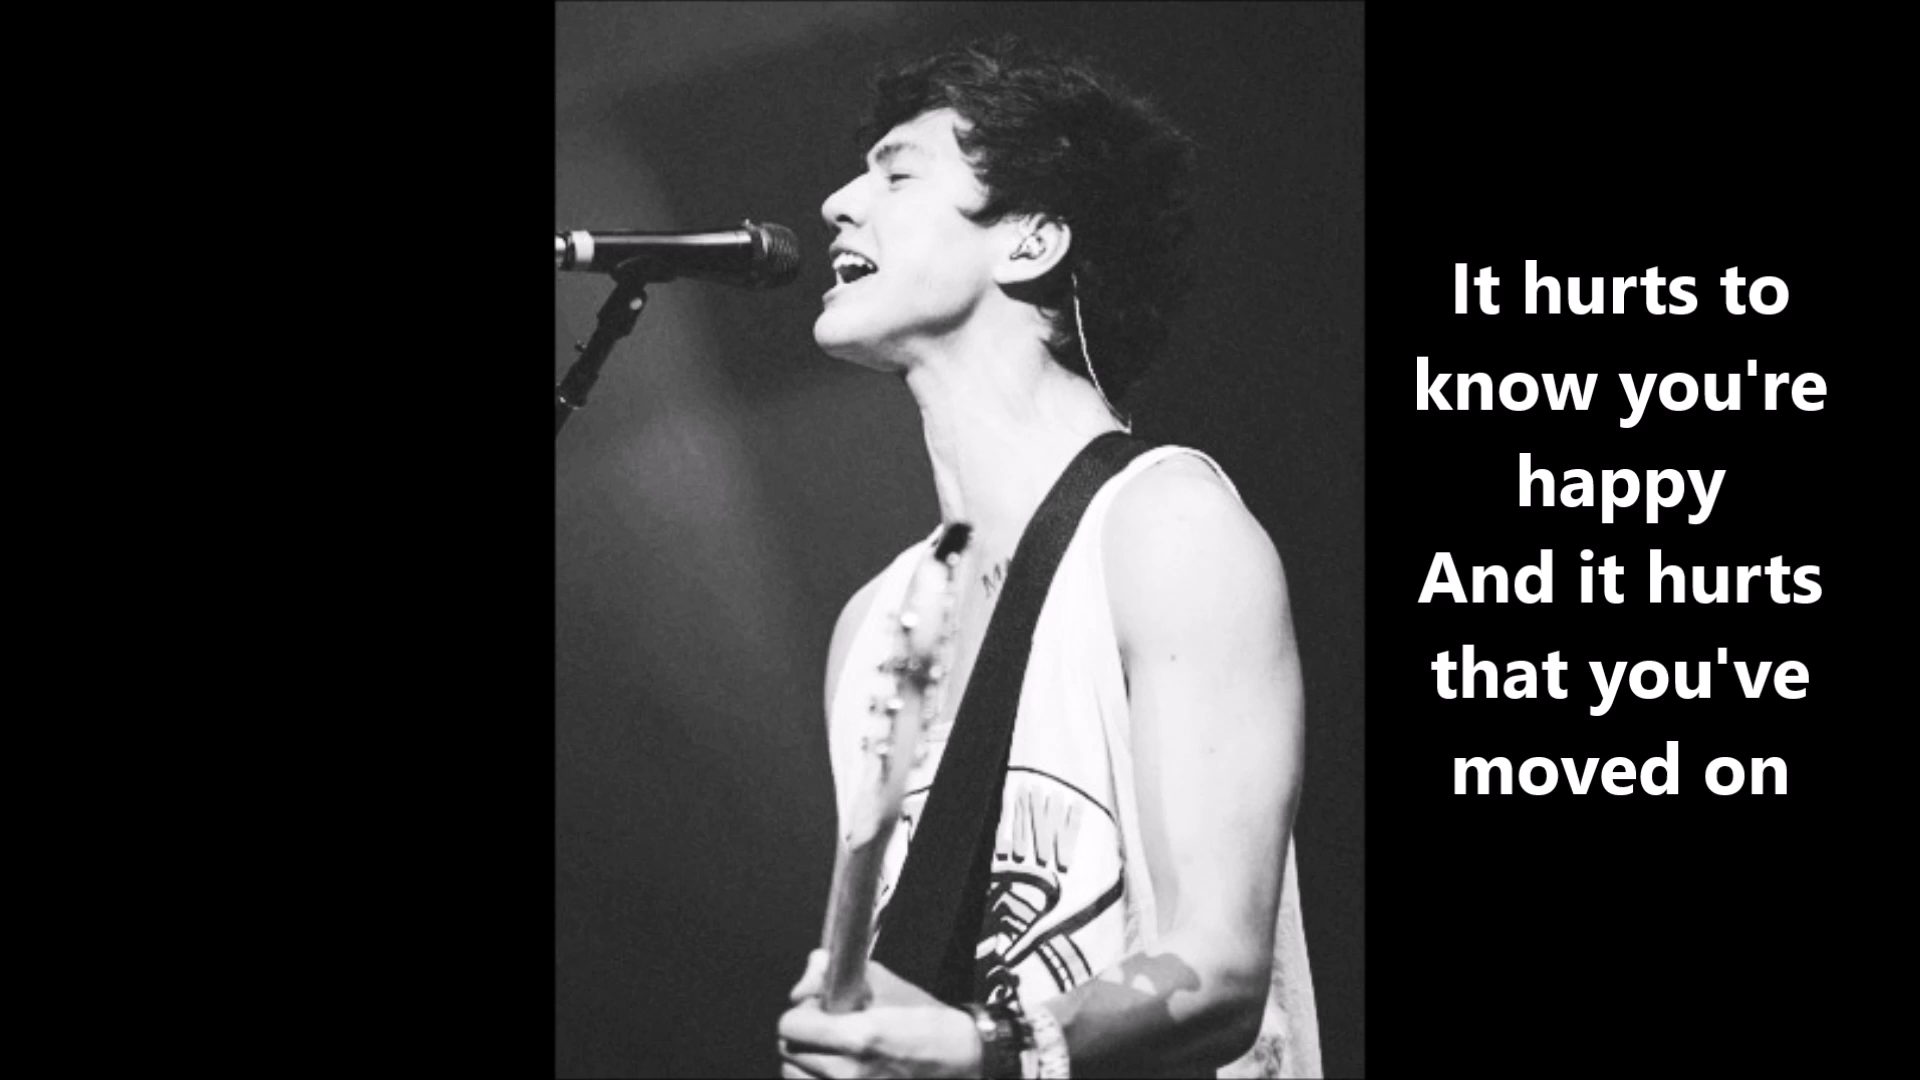 It hurts to
know you're
happy
And it hurts
that you've
moved on